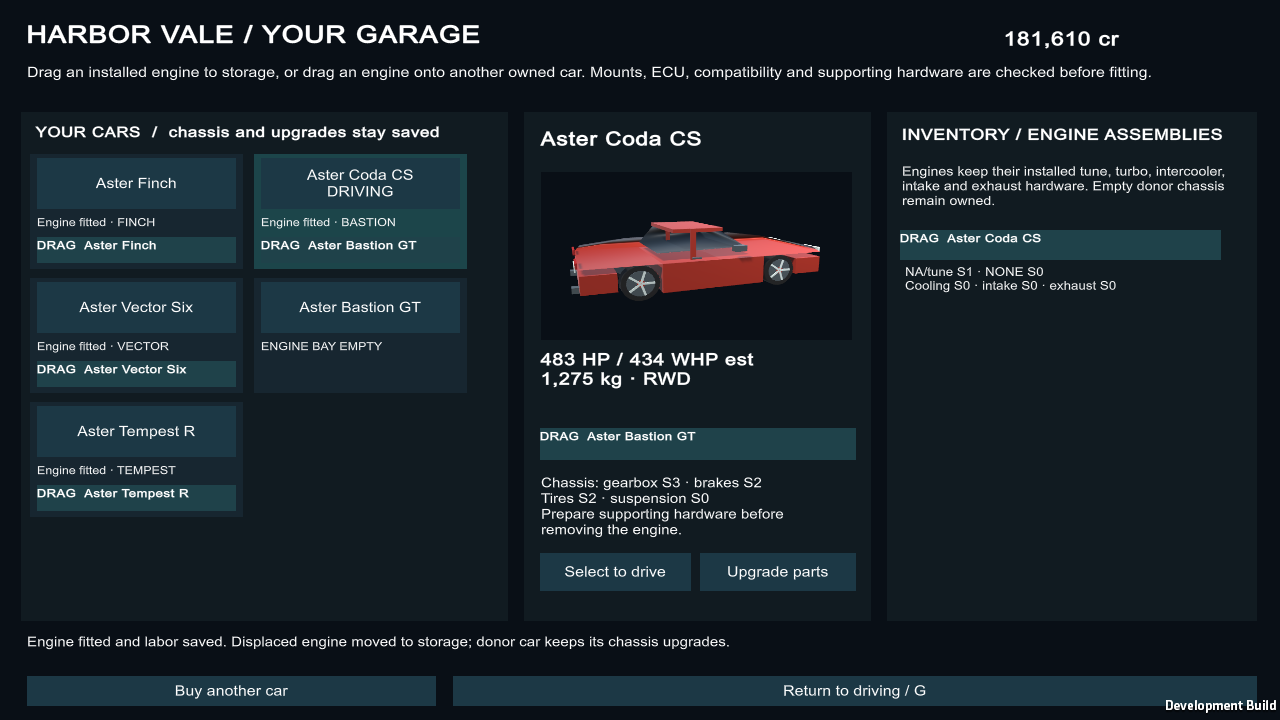 HARBOR VALE / YOUR GARAGE
181,610 cr
Drag an installed engine to storage, or drag an engine onto another owned car. Mounts, ECU, compatibility and supporting hardware are checked before fitting.
YOUR CARS / chassis and upgrades stay saved
Aster Finch
Engine fitted · FINCH
DRAG Aster Finch
Aster Coda CS
DRIVING
Engine fitted · BASTION
DRAG Aster Bastion GT
Aster Vector Six
Engine fitted · VECTOR
DRAG Aster Vector Six
Aster Bastion GT
ENGINE BAY EMPTY
Aster Tempest R
Engine fitted · TEMPEST
DRAG Aster Tempest R
Aster Coda CS
483 HP / 434 WHP est
1,275 kg · RWD
DRAG Aster Bastion GT
Chassis: gearbox S3 · brakes S2
Tires S2 · suspension S0
Prepare supporting hardware before
removing the engine.
Select to drive
Upgrade parts
INVENTORY / ENGINE ASSEMBLIES
Engines keep their installed tune, turbo, intercooler,
intake and exhaust hardware. Empty donor chassis
remain owned.
DRAG Aster Coda CS
NA/tune S1 · NONE S0
Cooling S0 · intake S0 · exhaust S0
Engine fitted and labor saved. Displaced engine moved to storage; donor car keeps its chassis upgrades.
Buy another car
Return to driving / G
Development Build